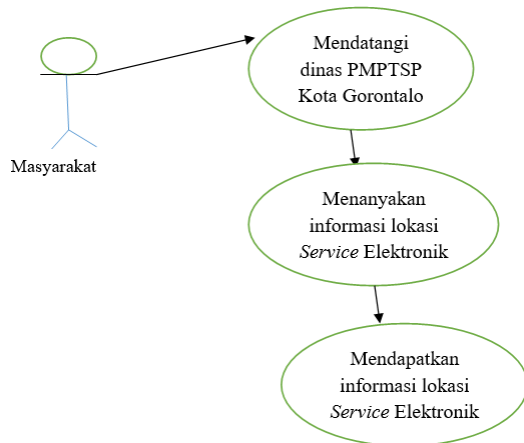 Mendatangi
dinas PMPTSP
Kota Gorontalo
Masyarakat
Menanyakan
informasi lokasi
Service Elektronik
Mendapatkan
informasi lokasi
Service Elektronik